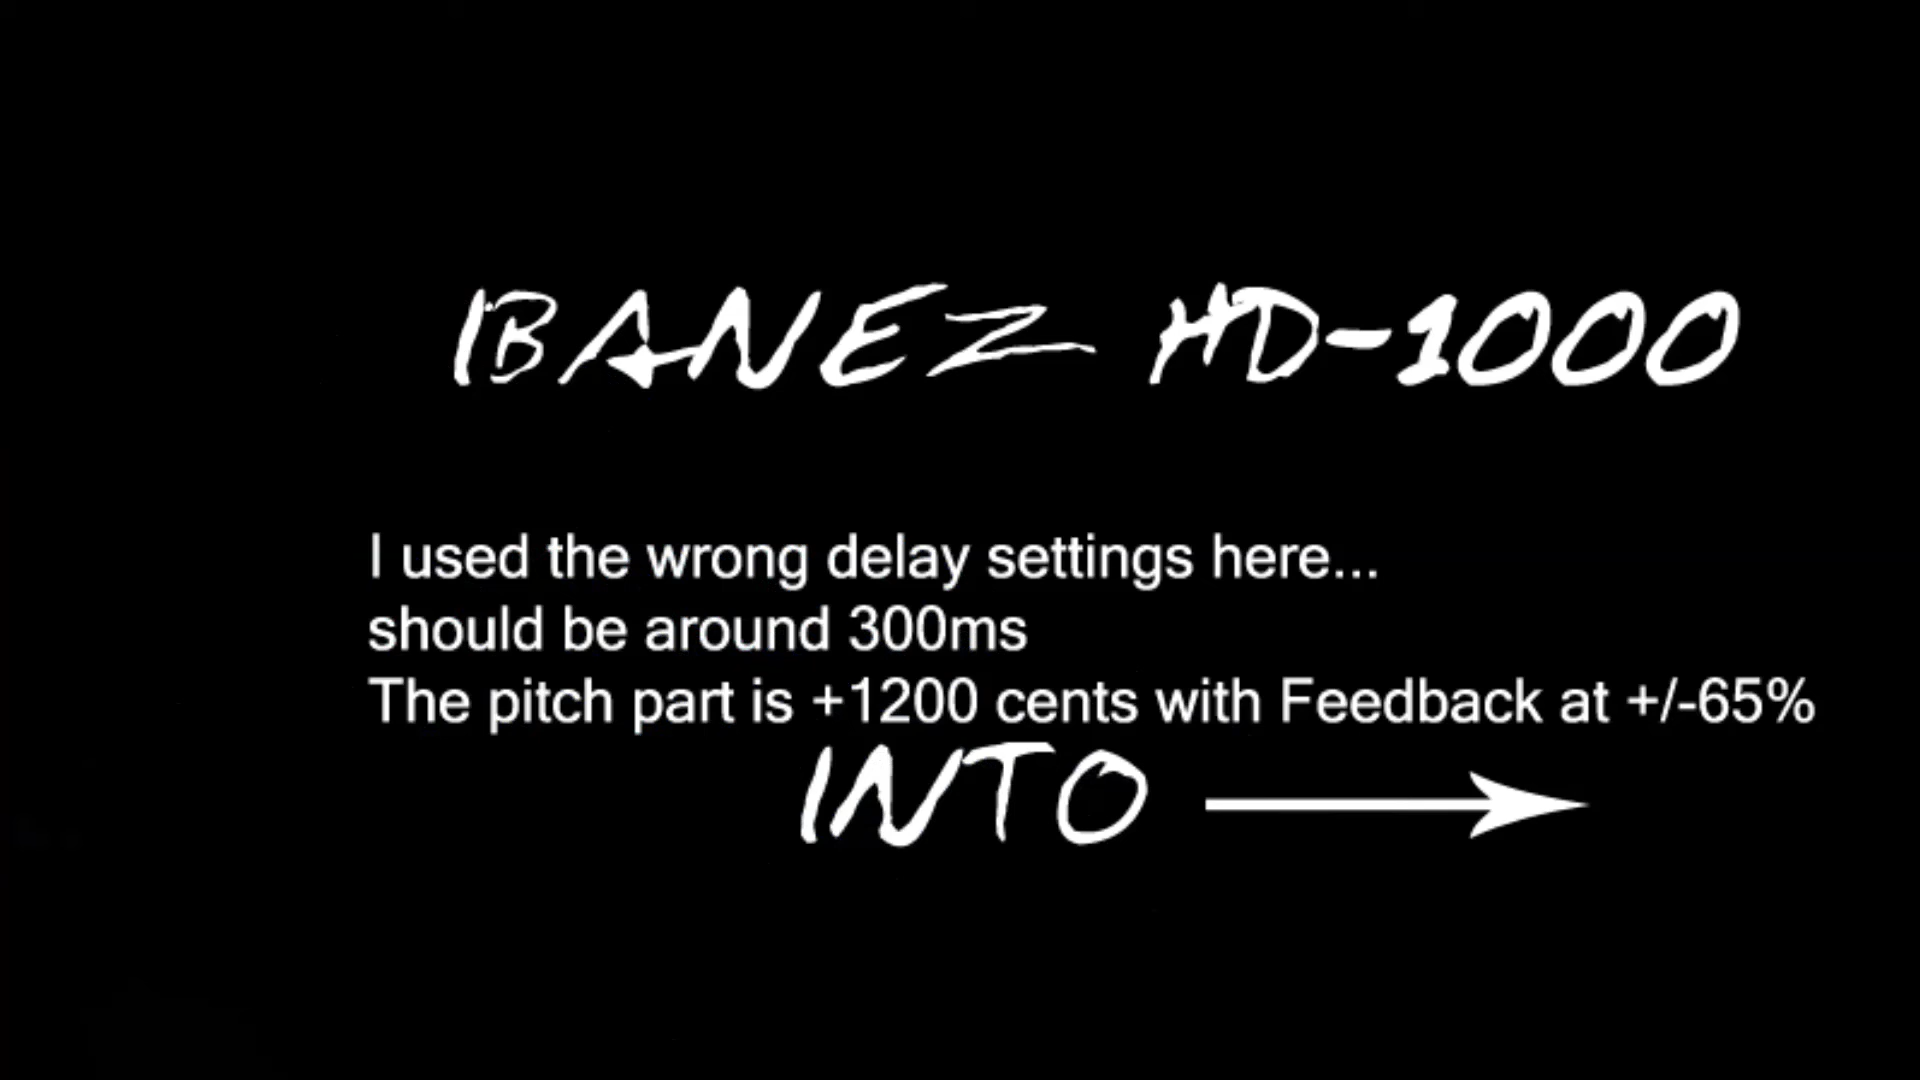 IBANEZ HD-1000
I used the wrong delay settings here...
should be around 300ms
The pitch part is +1200 cents with Feedback at +/-65%
INTO